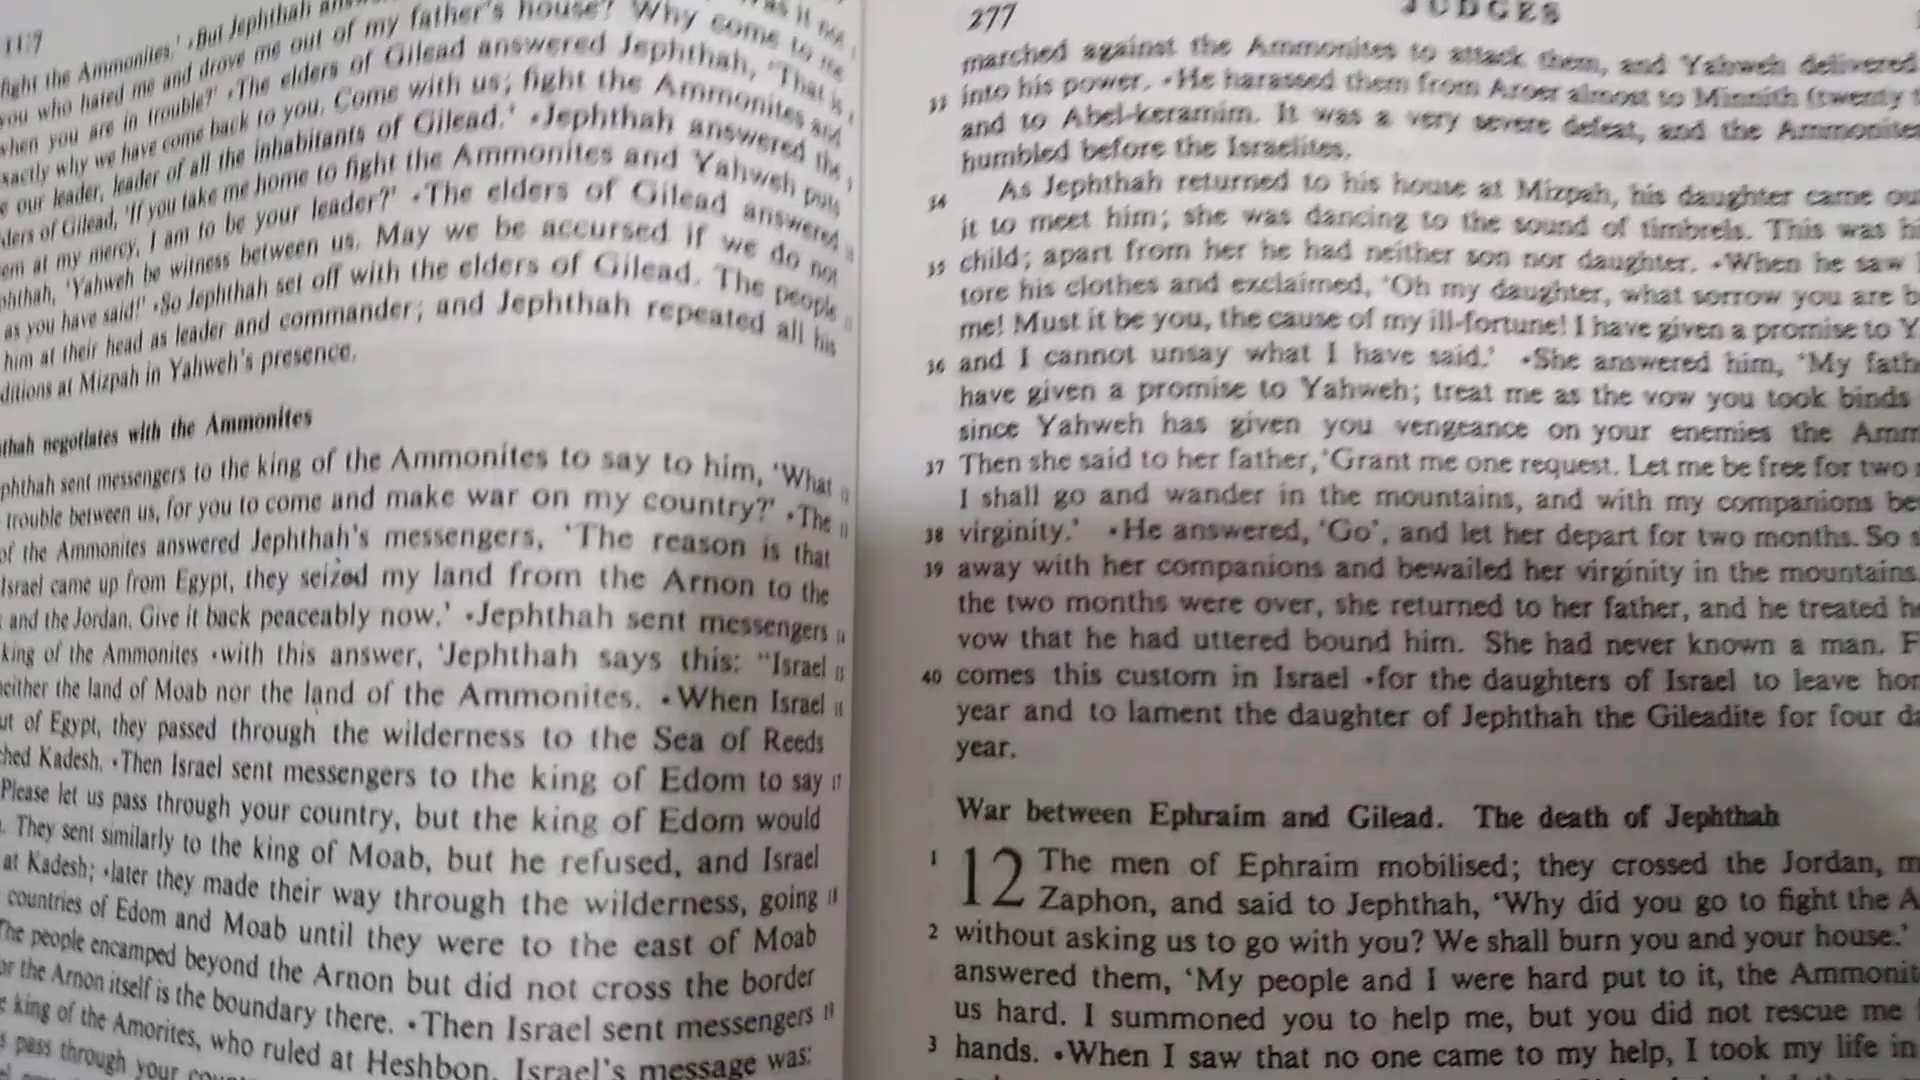 11:7
fight the Ammonites.' •But Jephthah
you who hated me and drove me out of my father's house? Why come to me
when you are in trouble?' •The elders of Gilead answered Jephthah, 'That is
exactly why we have come back to you. Come with us; fight the Ammonites and
be our leader, leader of all the inhabitants of Gilead.' •Jephthah answered the
elders of Gilead, 'If you take me home to fight the Ammonites and Yahweh puts
them at my mercy, I am to be your leader?' •The elders of Gilead answered
Jephthah, 'Yahweh be witness between us. May we be accursed if we do not
as you have said!' •So Jephthah set off with the elders of Gilead. The people
him at their head as leader and commander; and Jephthah repeated all his
ditions at Mizpah in Yahweh's presence.
thah negotiates with the Ammonites
phthah sent messengers to the king of the Ammonites to say to him, 'What
trouble between us, for you to come and make war on my country?' •The
of the Ammonites answered Jephthah's messengers, 'The reason is that
Israel came up from Egypt, they seized my land from the Arnon to the
and the Jordan. Give it back peaceably now.' •Jephthah sent messengers
king of the Ammonites •with this answer, 'Jephthah says this: "Israel
neither the land of Moab nor the land of the Ammonites. •When Israel
ut of Egypt, they passed through the wilderness to the Sea of Reeds
ched Kadesh. •Then Israel sent messengers to the king of Edom to say 17
Please let us pass through your country, but the king of Edom would
. They sent similarly to the king of Moab, but he refused, and Israel
at Kadesh; •later they made their way through the wilderness, going
countries of Edom and Moab until they were to the east of Moab
The people encamped beyond the Arnon but did not cross the border
or the Arnon itself is the boundary there. •Then Israel sent messengers
king of the Amorites, who ruled at Heshbon. Israel's message was:
pass through your
277 JUDGES
marched against the Ammonites to attack them, and Yahweh delivered
33 into his power. •He harassed them from Aroer almost to Minnith (twenty
and to Abel-keramim. It was a very severe defeat, and the Ammonites
humbled before the Israelites.
34 As Jephthah returned to his house at Mizpah, his daughter came out
it to meet him; she was dancing to the sound of timbrels. This was hi
35 child; apart from her he had neither son nor daughter. •When he saw
tore his clothes and exclaimed, 'Oh my daughter, what sorrow you are b
me! Must it be you, the cause of my ill-fortune! I have given a promise to Y
36 and I cannot unsay what I have said.' •She answered him, 'My fath
have given a promise to Yahweh; treat me as the vow you took binds
since Yahweh has given you vengeance on your enemies the Amm
37 Then she said to her father, 'Grant me one request. Let me be free for two
I shall go and wander in the mountains, and with my companions be
38 virginity.' •He answered, 'Go', and let her depart for two months. So s
39 away with her companions and bewailed her virginity in the mountains.
the two months were over, she returned to her father, and he treated he
vow that he had uttered bound him. She had never known a man. F
40 comes this custom in Israel •for the daughters of Israel to leave hom
year and to lament the daughter of Jephthah the Gileadite for four da
year.
War between Ephraim and Gilead. The death of Jephthah
1 12 The men of Ephraim mobilised; they crossed the Jordan, m
Zaphon, and said to Jephthah, 'Why did you go to fight the A
2 without asking us to go with you? We shall burn you and your house.'
answered them, 'My people and I were hard put to it, the Ammonit
us hard. I summoned you to help me, but you did not rescue me
3 hands. •When I saw that no one came to my help, I took my life in